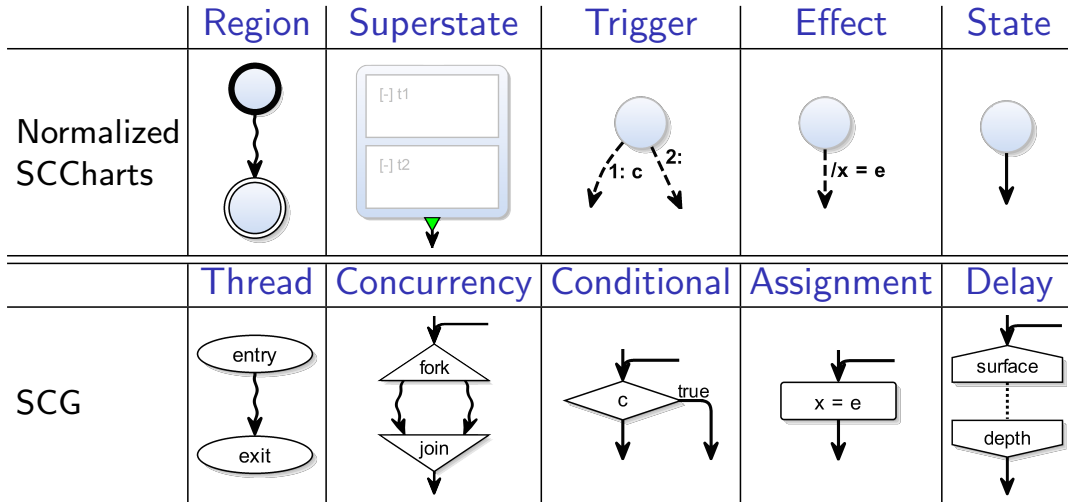 Region Superstate Trigger Effect State
Normalized
SCCharts
[-] t1
[-] t2
1: c
2:
/x = e
Thread Concurrency Conditional Assignment Delay
SCG
entry
exit
fork
join
c
true
x = e
surface
depth